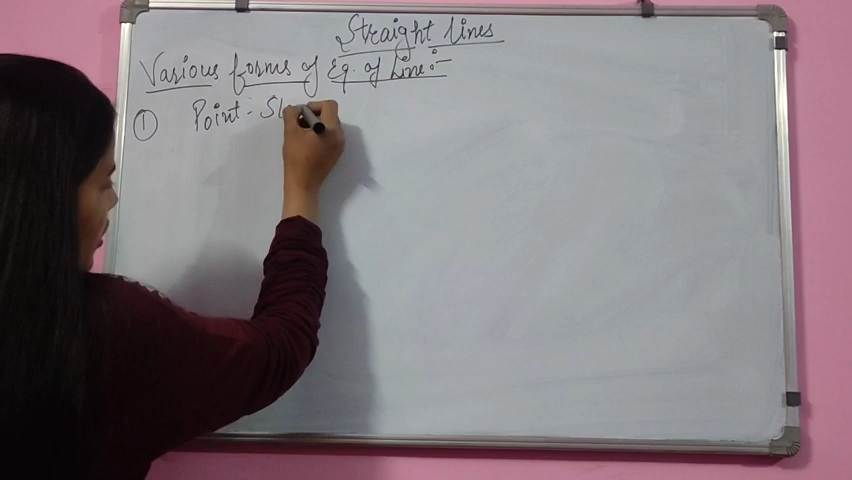 Straight lines
Various forms of Eq. of Line:-
① Point - Sl